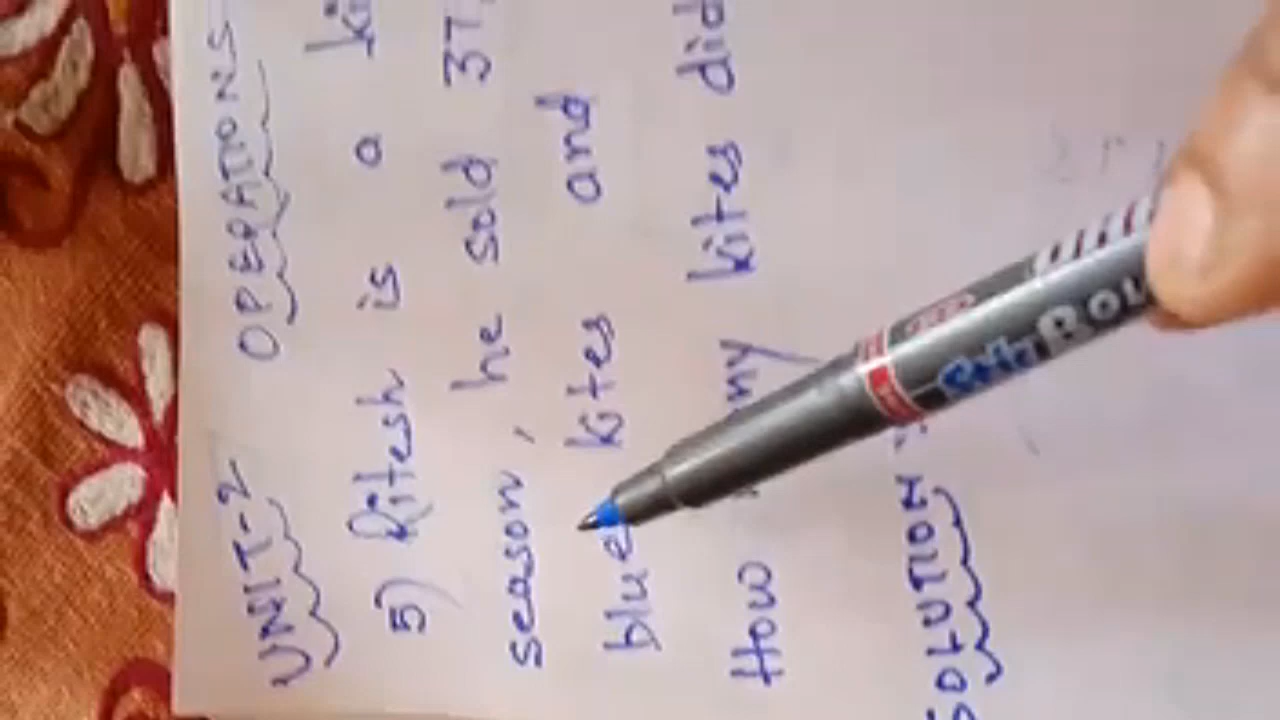 UNIT-2 OPERATIONS
5) Ritesh is a
season, he sold 37,
blue kites and
How kites did
SOLUTION